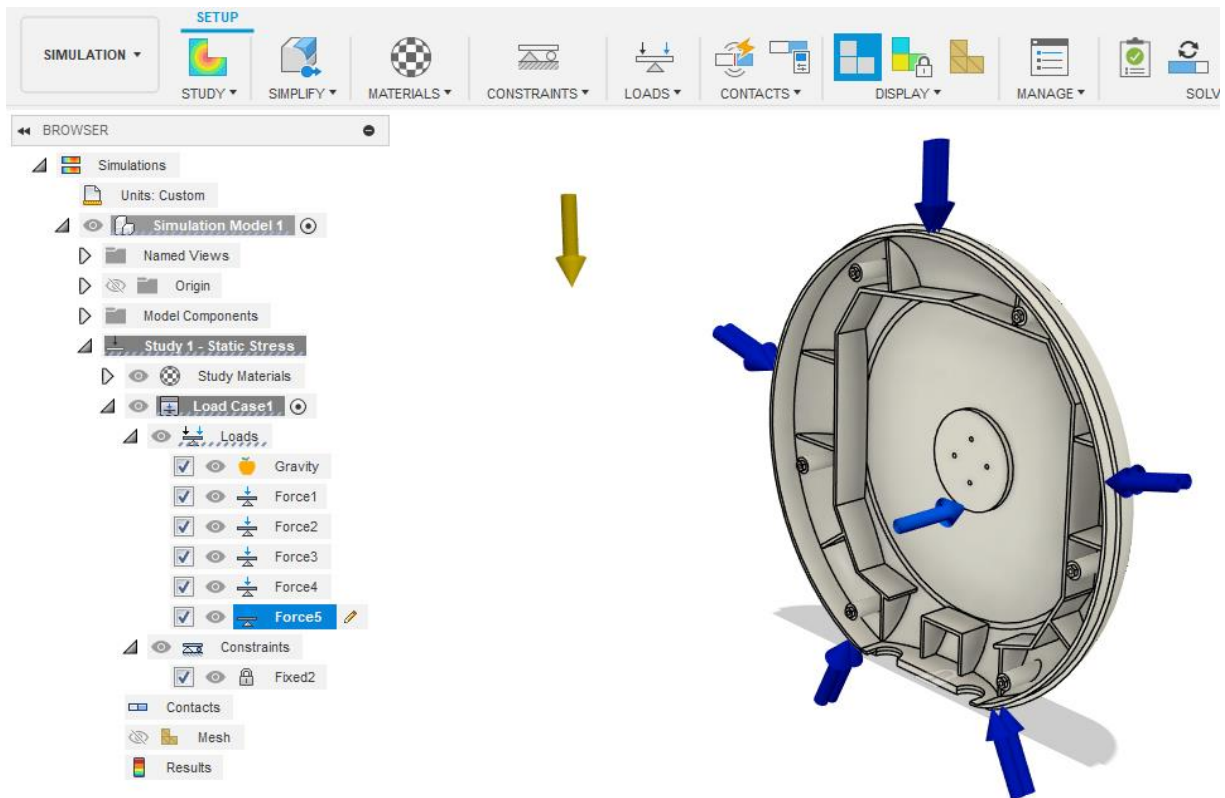 SETUP
SIMULATION
STUDY SIMPLIFY MATERIALS CONSTRAINTS LOADS CONTACTS DISPLAY MANAGE SOLV
BROWSER
Simulations
Units: Custom
Simulation Model 1
Named Views
Origin
Model Components
Study 1 - Static Stress
Study Materials
Load Case1
Loads
Gravity
Force1
Force2
Force3
Force4
Force5
Constraints
Fixed2
Contacts
Mesh
Results